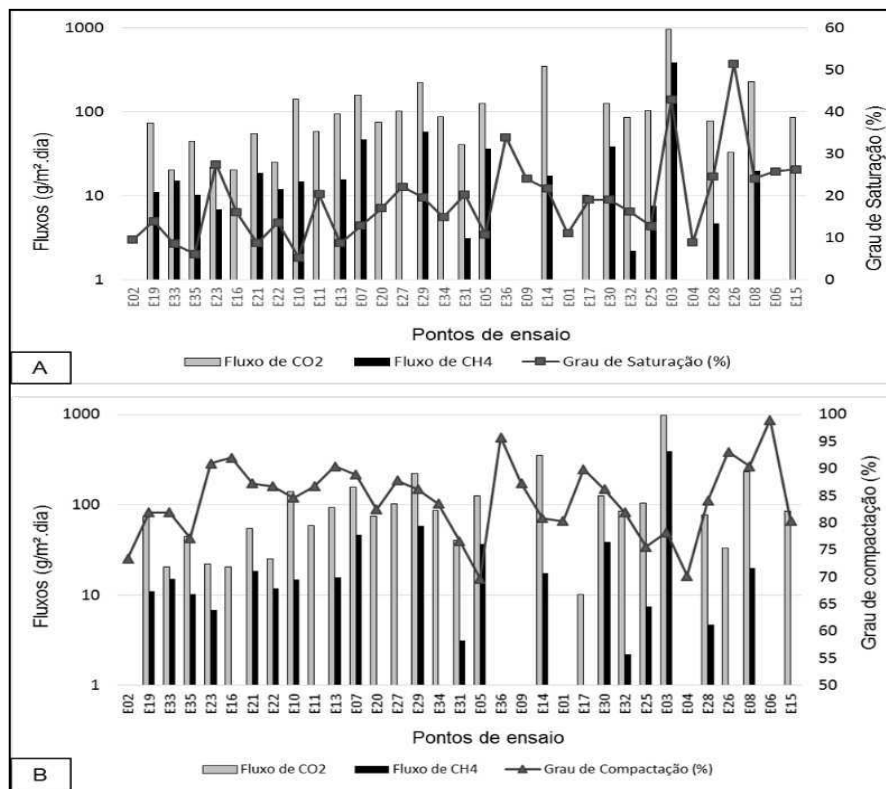 A
1000
100
10
1
Fluxos (g/m².dia)
60
50
40
30
20
10
0
Grau de Saturação (%)
E02 E19 E33 E35 E23 E16 E21 E22 E10 E11 E13 E07 E20 E27 E29 E34 E31 E05 E36 E09 E14 E01 E17 E30 E32 E25 E03 E04 E28 E26 E08 E06 E15
Pontos de ensaio
Fluxo de CO2 Fluxo de CH4 Grau de Saturação (%)
B
1000
100
10
1
Fluxos (g/m².dia)
100
95
90
85
80
75
70
65
60
55
50
Grau de compactação (%)
E02 E19 E33 E35 E23 E16 E21 E22 E10 E11 E13 E07 E20 E27 E29 E34 E31 E05 E36 E09 E14 E01 E17 E30 E32 E25 E03 E04 E28 E26 E08 E06 E15
Pontos de ensaio
Fluxo de CO2 Fluxo de CH4 Grau de Compactação (%)